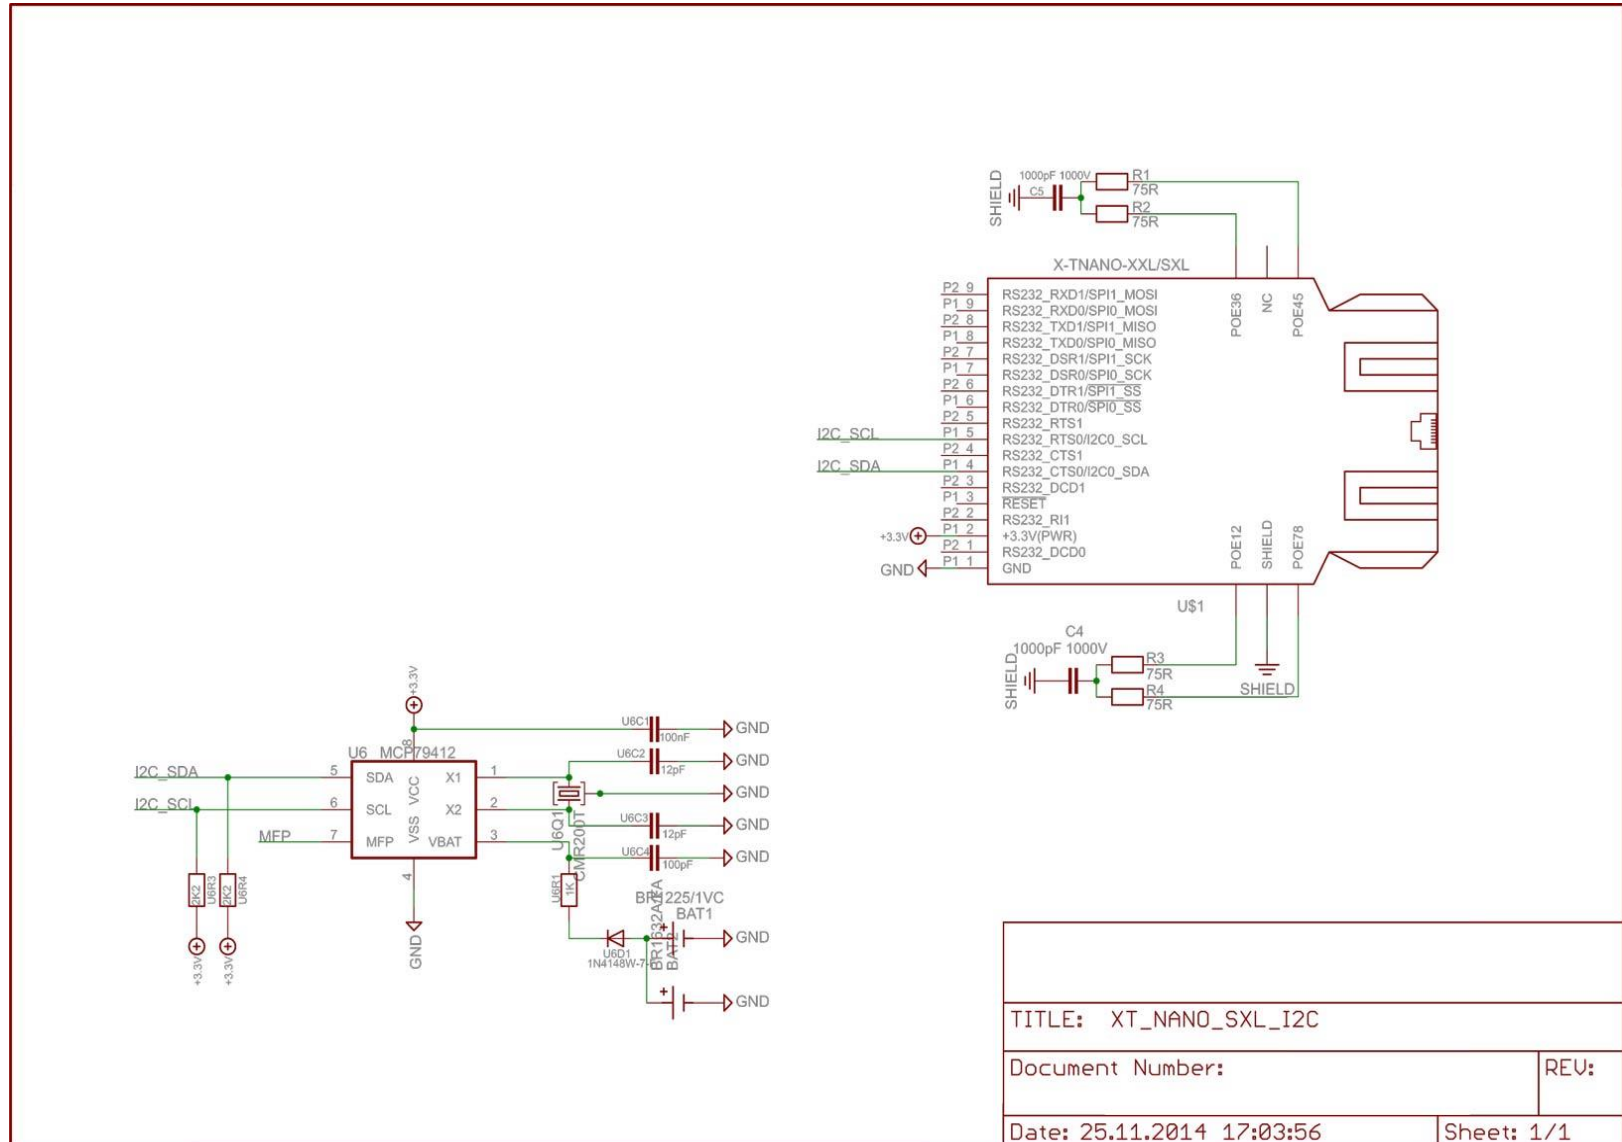 1000pF 1000V
C5
SHIELD
R1
75R
R2
75R
X-TNANO-XXL/SXL
P2 9 RS232_RXD1/SPI1_MOSI
P1 9 RS232_RXD0/SPI0_MOSI
P2 8 RS232_TXD1/SPI1_MISO
P1 8 RS232_TXD0/SPI0_MISO
P2 7 RS232_DSR1/SPI1_SCK
P1 7 RS232_DSR0/SPI0_SCK
P2 6 RS232_DTR1/SPI1_SS
P1 6 RS232_DTR0/SPI0_SS
P2 5 RS232_RTS1
I2C_SCL P1 5 RS232_RTS0/I2C0_SCL
P2 4 RS232_CTS1
I2C_SDA P1 4 RS232_CTS0/I2C0_SDA
P2 3 RS232_DCD1
P1 3 RESET
P2 2 RS232_RI1
+3.3V P1 2 +3.3V(PWR)
P2 1 RS232_DCD0
GND P1 1 GND
POE36
NC
POE45
POE12
SHIELD
POE78
U$1
C4
1000pF 1000V
SHIELD
R3
75R
R4
75R
SHIELD
+3.3V
U6 MCP79412
8
I2C_SDA 5 SDA
I2C_SCL 6 SCL
MFP 7 MFP
VCC
VSS
X1 1
X2 2
VBAT 3
4
GND
2K2
U6R3
2K2
U6R4
+3.3V
+3.3V
U6C1
100nF
GND
U6C2
12pF
GND
GND
U6Q1
CMR200T
U6C3
12pF
GND
U6C4
100pF
GND
U6R1
1K
BR1225/1VC
BAT1
GND
U6D1
BAT2
GND
TITLE: XT_NANO_SXL_I2C
Document Number:
REV:
Date: 25.11.2014 17:03:56
Sheet: 1/1